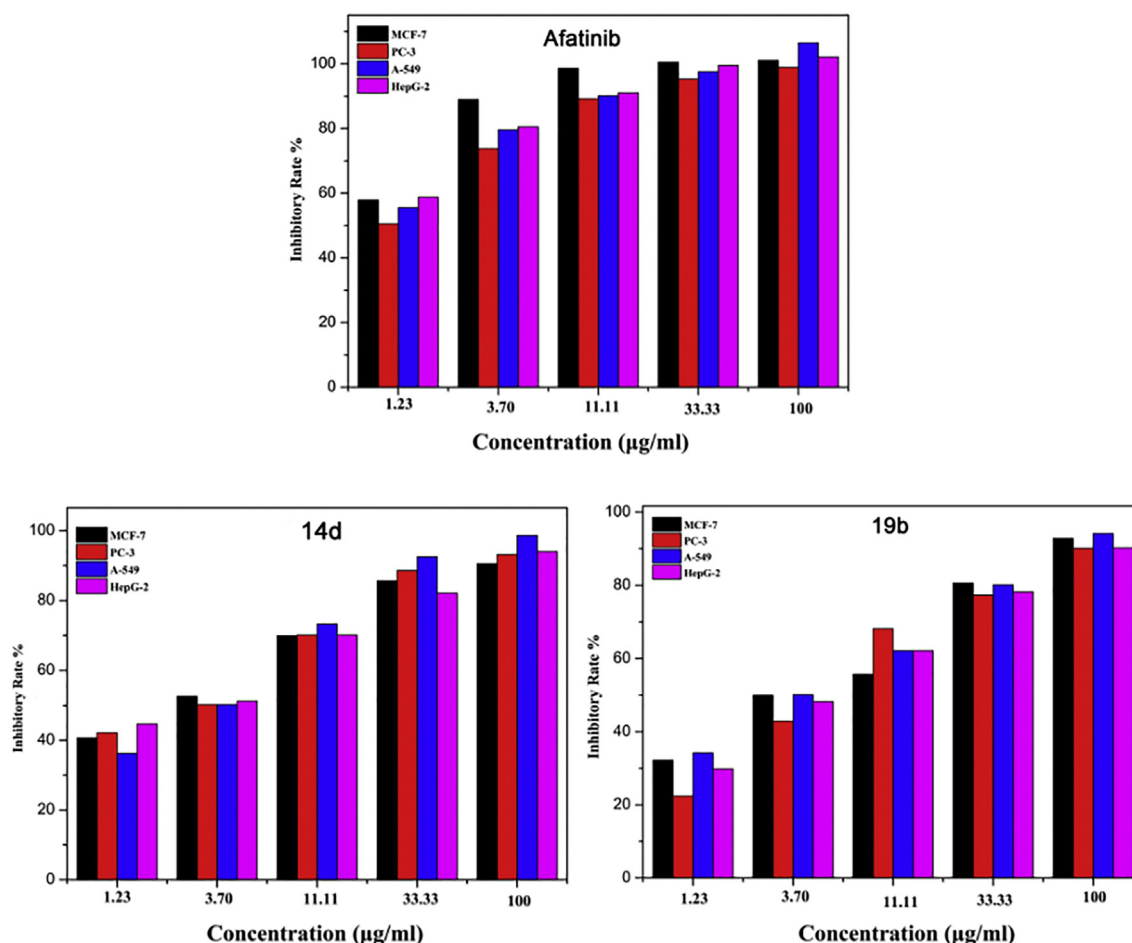 Afatinib
MCF-7
PC-3
A-549
HepG-2
Inhibitory Rate %
100
80
60
40
20
0
1.23 3.70 11.11 33.33 100
Concentration (µg/ml)
14d
MCF-7
PC-3
A-549
HepG-2
Inhibitory Rate %
100
80
60
40
20
0
1.23 3.70 11.11 33.33 100
Concentration (µg/ml)
19b
MCF-7
PC-3
A-549
HepG-2
Inhibitory Rate %
100
80
60
40
20
0
1.23 3.70 11.11 33.33 100
Concentration (µg/ml)